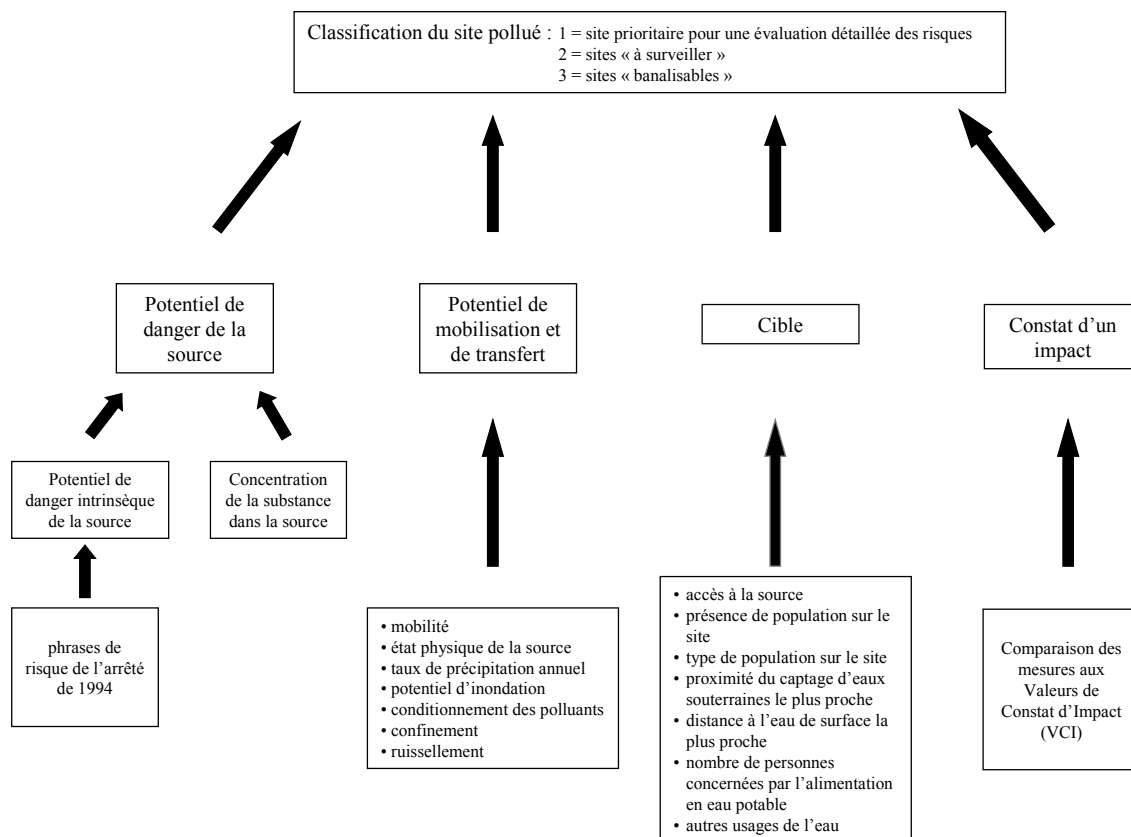 Classification du site pollué : 1 = site prioritaire pour une évaluation détaillée des risques
2 = sites « à surveiller »
3 = sites « banalisables »
Potentiel de
danger de la
source
Potentiel de
mobilisation et
de transfert
Cible
Constat d’un
impact
Potentiel de
danger intrinsèque
de la source
Concentration
de la substance
dans la source
phrases de
risque de l’arrêté
de 1994
• mobilité
• état physique de la source
• taux de précipitation annuel
• potentiel d’inondation
• conditionnement des polluants
• confinement
• ruissellement
• accès à la source
• présence de population sur le
site
• type de population sur le site
• proximité du captage d’eaux
souterraines le plus proche
• distance à l’eau de surface la
plus proche
• nombre de personnes
concernées par l’alimentation
en eau potable
• autres usages de l’eau
Comparaison des
mesures aux
Valeurs de
Constat d’Impact
(VCI)